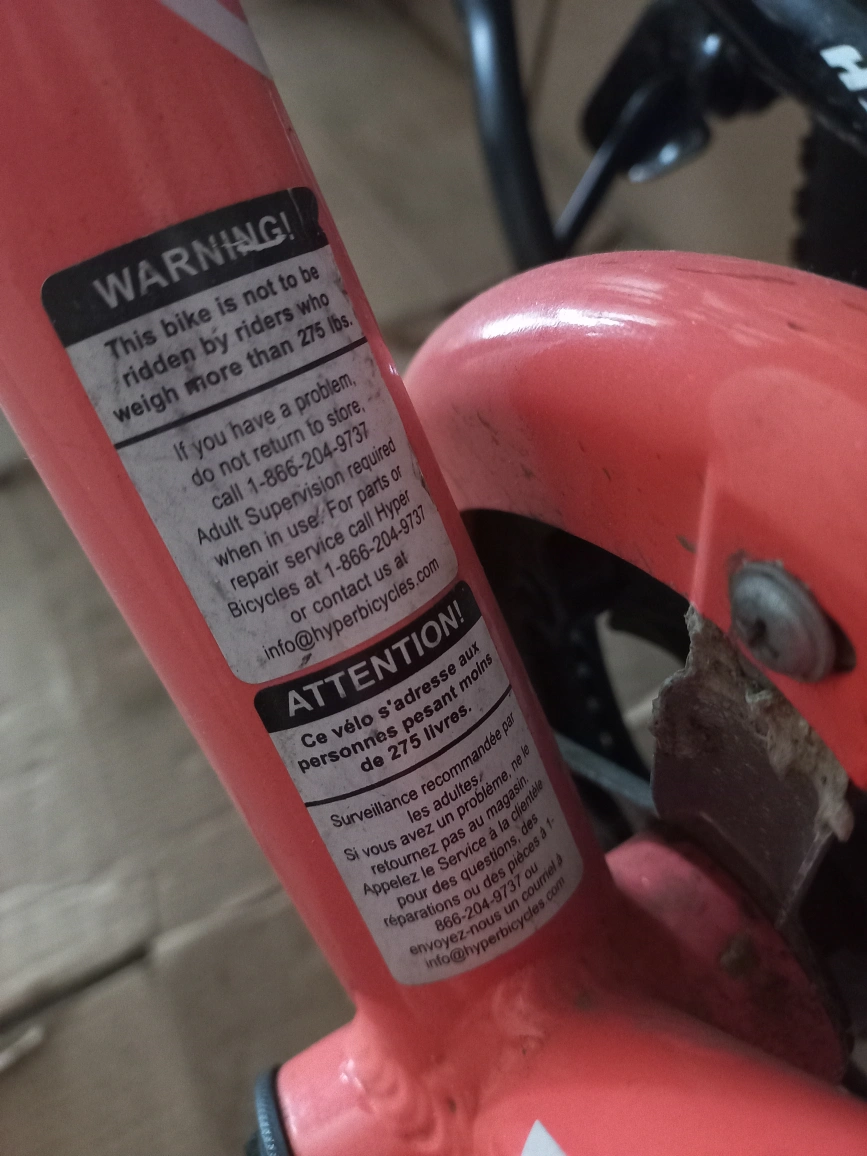 WARNING!
This bike is not to be
ridden by riders who
weigh more than 275 lbs.
If you have a problem,
do not return to store,
call 1-866-204-9737
Adult Supervision required
when in use. For parts or
repair service call Hyper
Bicycles at 1-866-204-9737
or contact us at
info@hyperbicycles.com
ATTENTION!
Ce vélo s'adresse aux
personnes pesant moins
de 275 livres.
Surveillance recommandée par
les adultes.
Si vous avez un problème, ne le
retournez pas au magasin.
Appelez le Service à la clientèle
pour des questions, des
réparations ou des pièces à 1-
866-204-9737 ou
envoyez-nous un courriel à
info@hyperbicycles.com